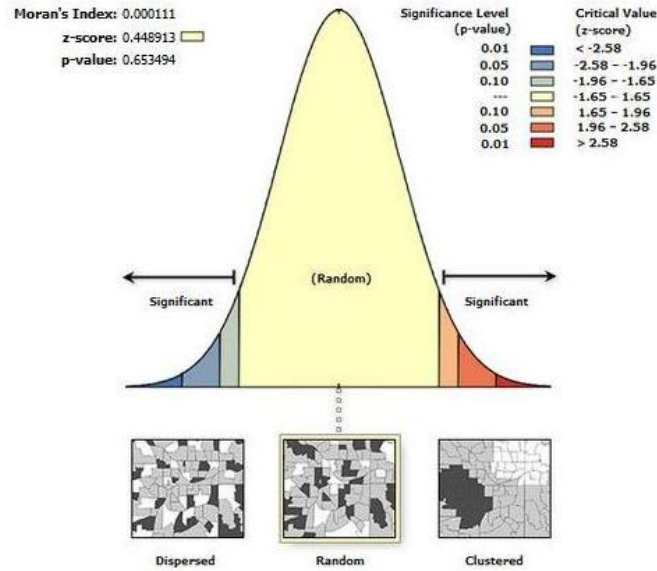 Moran's Index: 0.000111
z-score: 0.448913
p-value: 0.653494
Significance Level
(p-value)
Critical Value
(z-score)
0.01 < -2.58
0.05 -2.58 – -1.96
0.10 -1.96 – -1.65
--- -1.65 – 1.65
0.10 1.65 – 1.96
0.05 1.96 – 2.58
0.01 > 2.58
(Random)
Significant
Significant
Dispersed
Random
Clustered